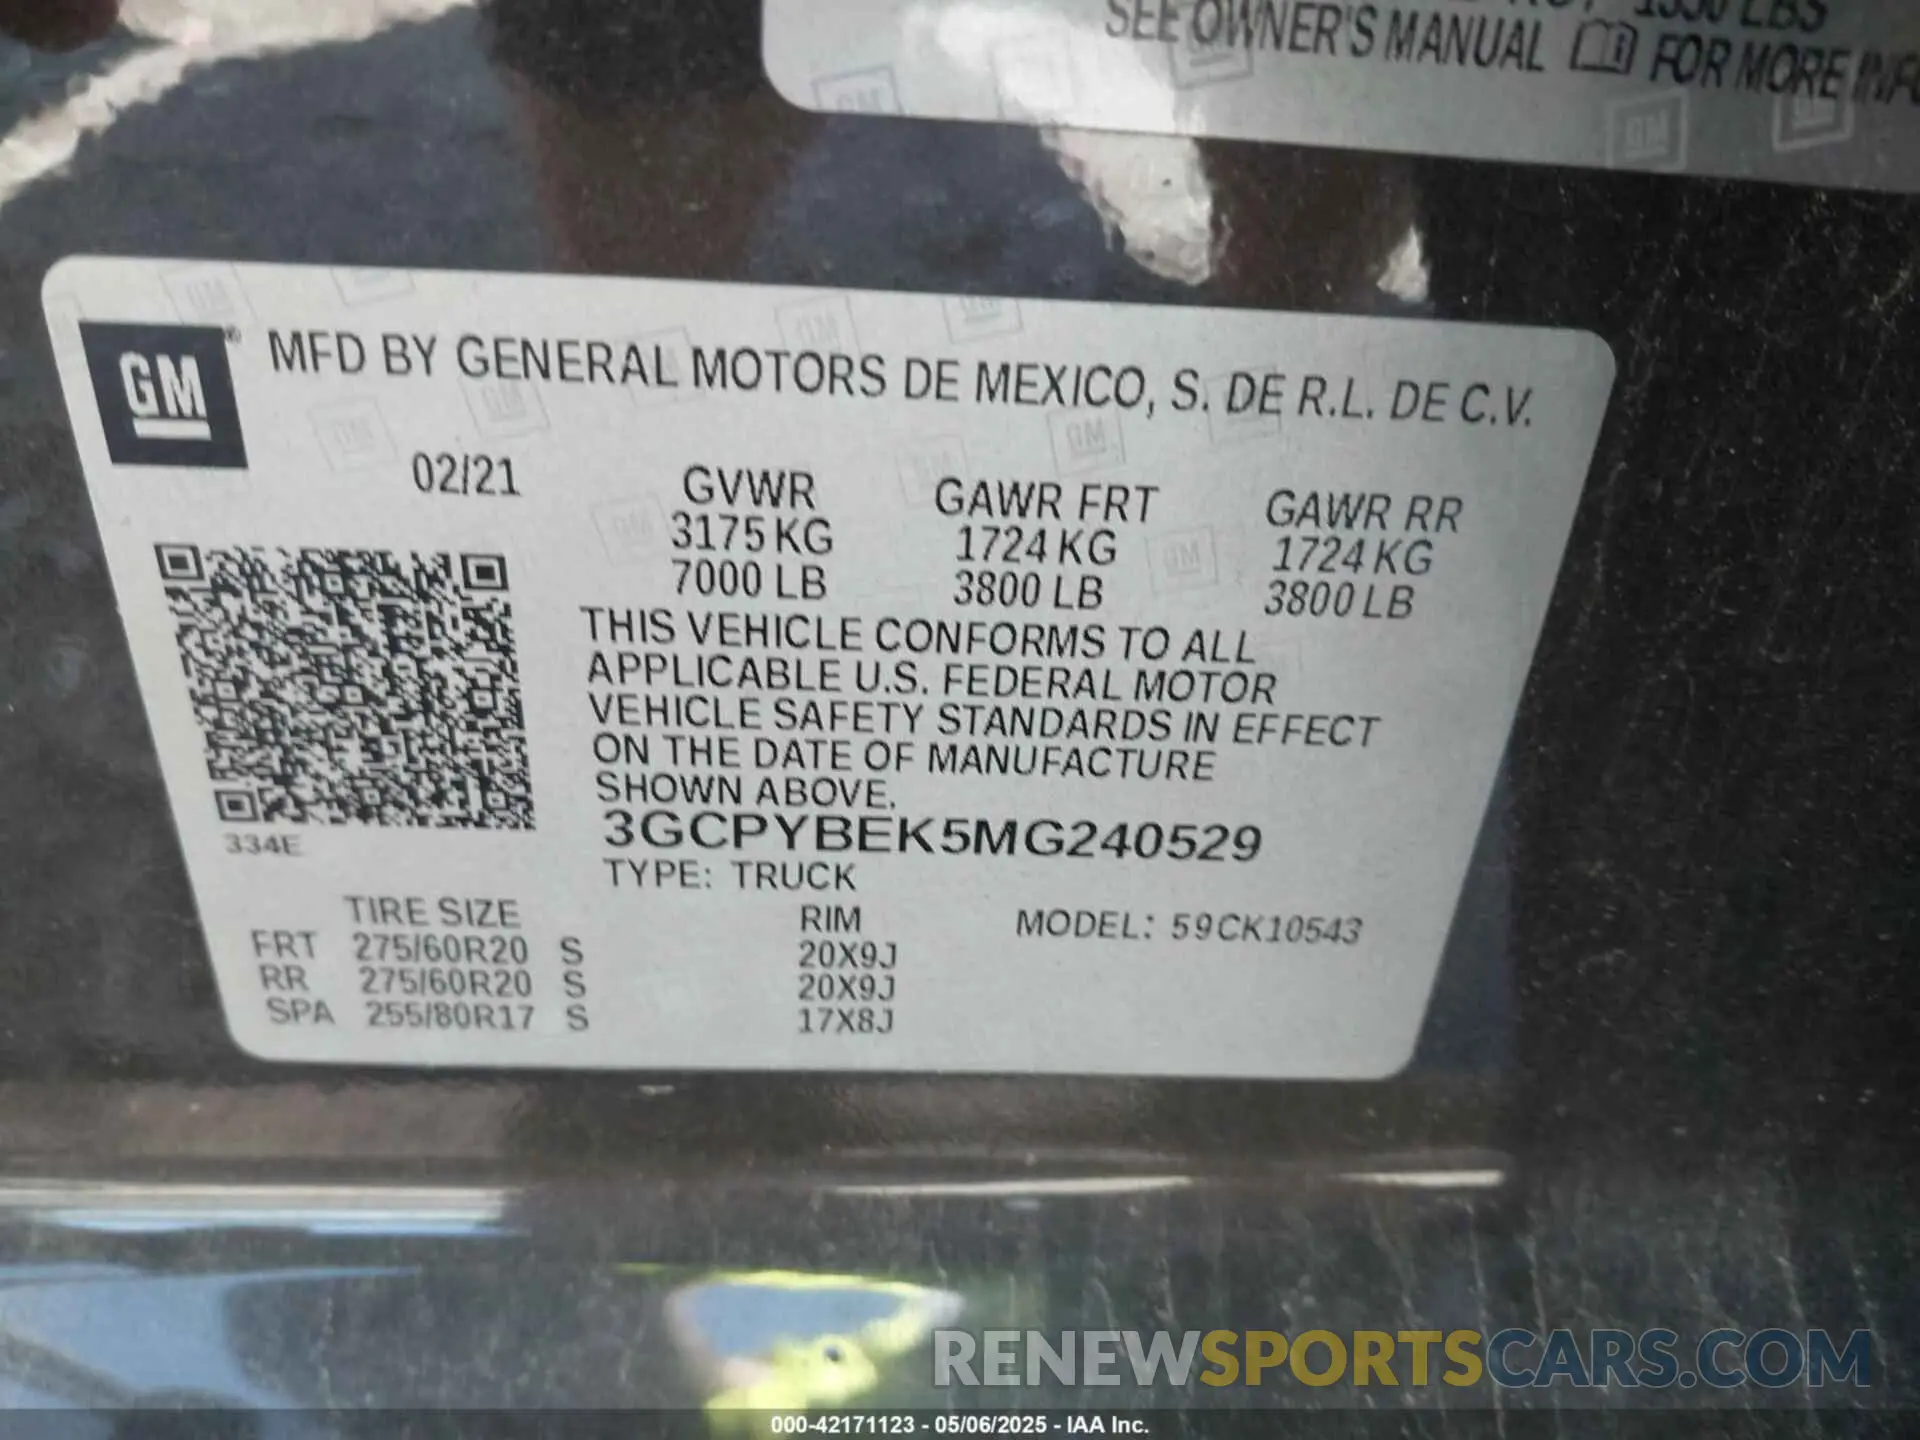 1550 LBS
SEE OWNER'S MANUAL FOR MORE
GM
MFD BY GENERAL MOTORS DE MEXICO, S. DE R.L. DE C.V.
02/21
GVWR GAWR FRT GAWR RR
3175 KG 1724 KG 1724 KG
7000 LB 3800 LB 3800 LB
THIS VEHICLE CONFORMS TO ALL
APPLICABLE U.S. FEDERAL MOTOR
VEHICLE SAFETY STANDARDS IN EFFECT
ON THE DATE OF MANUFACTURE
SHOWN ABOVE.
3GCPYBEK5MG240529
334E
TYPE: TRUCK
TIRE SIZE RIM MODEL: 59CK10543
FRT 275/60R20 S 20X9J
RR 275/60R20 S 20X9J
SPA 255/80R17 S 17X8J
RENEWSPORTSCARS.COM
000-42171123 - 05/06/2025 - IAA Inc.